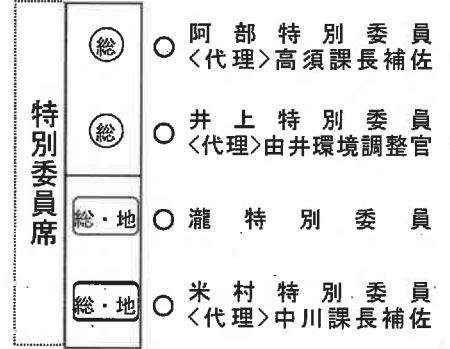 特別委員席
総 ○ 阿部特別委員
<代理>高須課長補佐
総 ○ 井上特別委員
<代理>由井環境調整官
総・地 ○ 瀧特別委員
総・地 ○ 米村特別委員
<代理>中川課長補佐